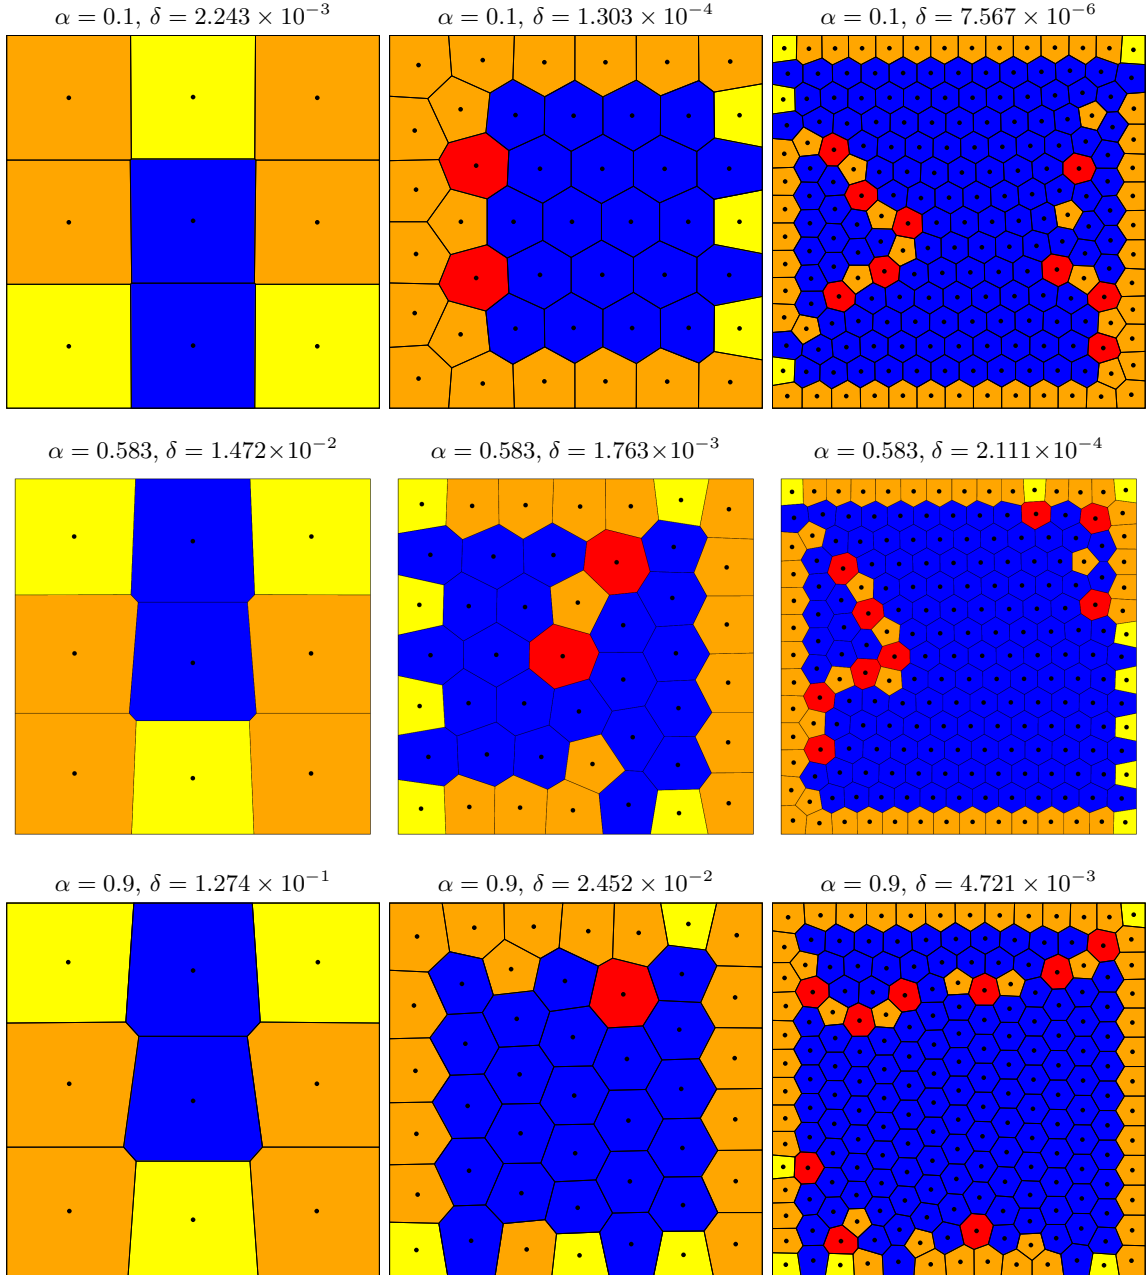 α = 0.1, δ = 2.243 × 10⁻³
α = 0.1, δ = 1.303 × 10⁻⁴
α = 0.1, δ = 7.567 × 10⁻⁶
α = 0.583, δ = 1.472×10⁻²
α = 0.583, δ = 1.763×10⁻³
α = 0.583, δ = 2.111×10⁻⁴
α = 0.9, δ = 1.274 × 10⁻¹
α = 0.9, δ = 2.452 × 10⁻²
α = 0.9, δ = 4.721 × 10⁻³